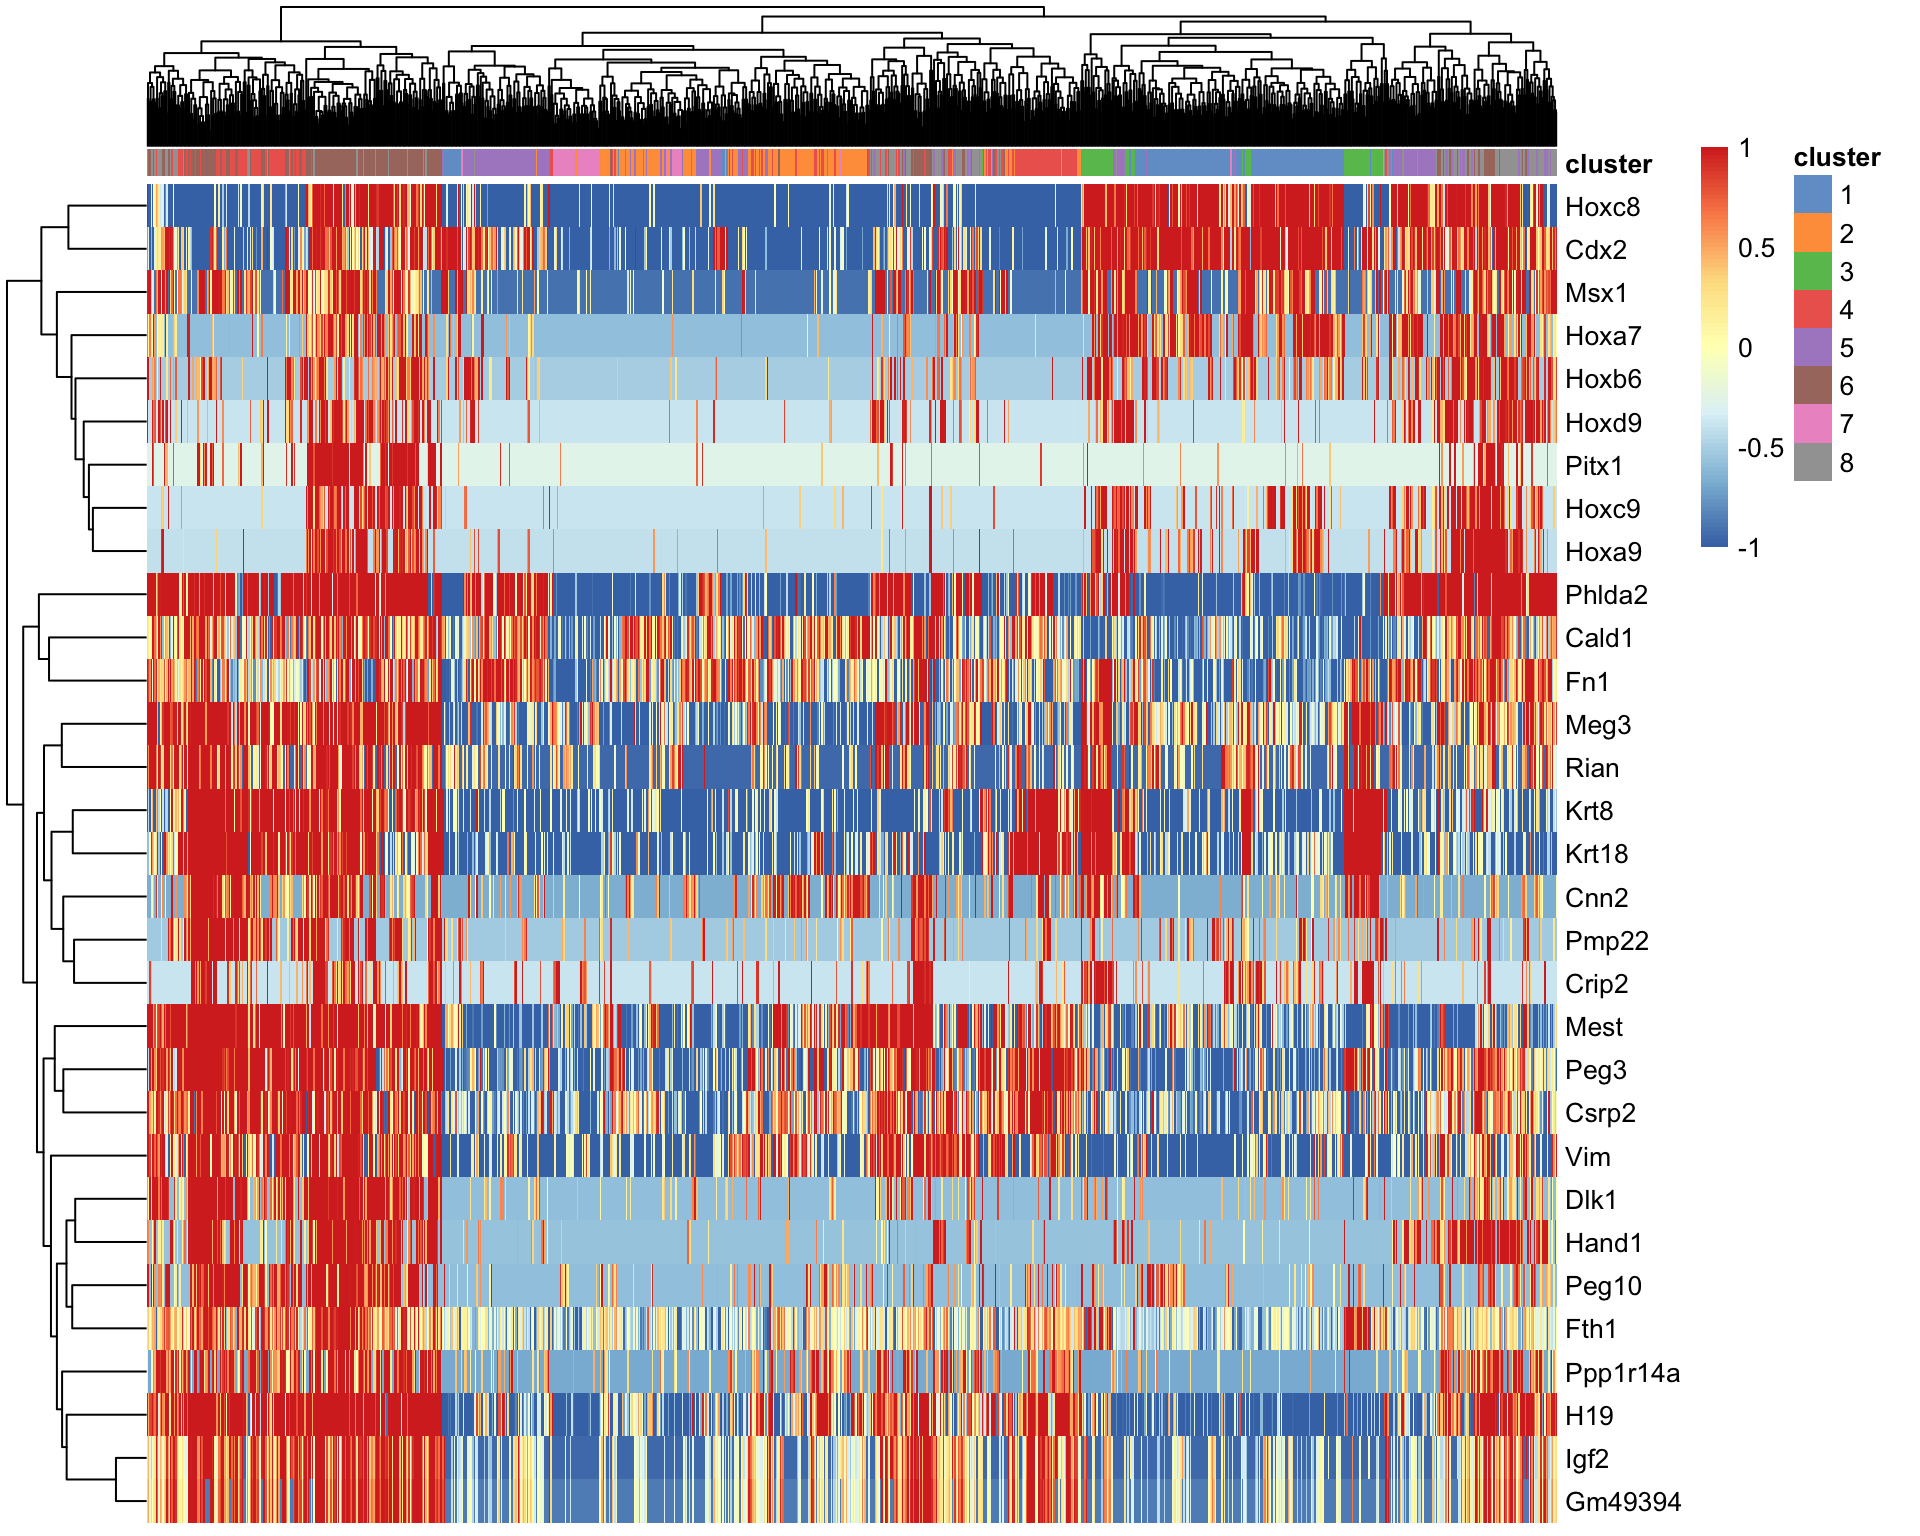 cluster
Hoxc8
Cdx2
Msx1
Hoxa7
Hoxb6
Hoxd9
Pitx1
Hoxc9
Hoxa9
Phlda2
Cald1
Fn1
Meg3
Rian
Krt8
Krt18
Cnn2
Pmp22
Crip2
Mest
Peg3
Csrp2
Vim
Dlk1
Hand1
Peg10
Fth1
Ppp1r14a
H19
Igf2
Gm49394
1
0.5
0
-0.5
-1
cluster
1
2
3
4
5
6
7
8